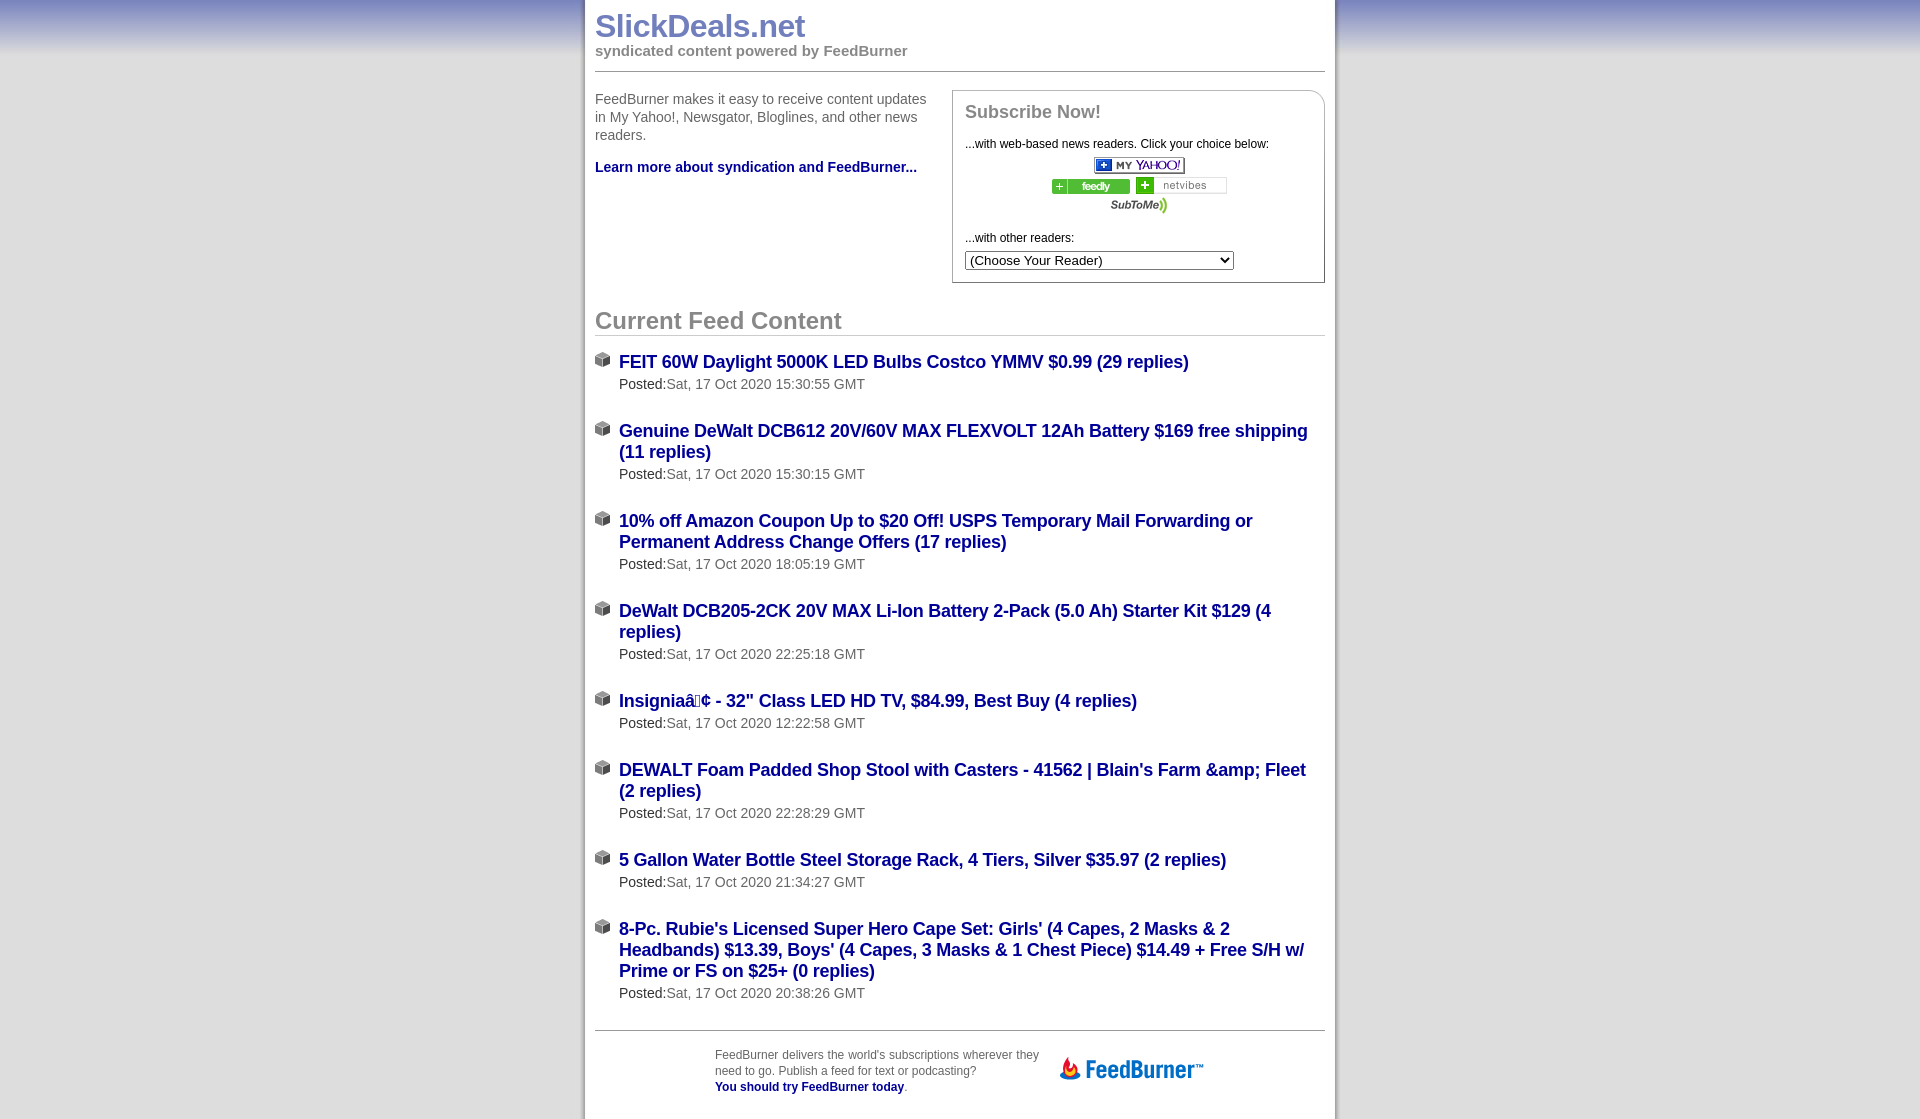 SlickDeals.net
syndicated content powered by FeedBurner
FeedBurner makes it easy to receive content updates
in My Yahoo!, Newsgator, Bloglines, and other news
readers.
Learn more about syndication and FeedBurner...
Subscribe Now!
...with web-based news readers. Click your choice below:
MY YAHOO!
feedly
netvibes
SubToMe
...with other readers:
(Choose Your Reader)
Current Feed Content
FEIT 60W Daylight 5000K LED Bulbs Costco YMMV $0.99 (29 replies)
Posted:Sat, 17 Oct 2020 15:30:55 GMT
Genuine DeWalt DCB612 20V/60V MAX FLEXVOLT 12Ah Battery $169 free shipping
(11 replies)
Posted:Sat, 17 Oct 2020 15:30:15 GMT
10% off Amazon Coupon Up to $20 Off! USPS Temporary Mail Forwarding or
Permanent Address Change Offers (17 replies)
Posted:Sat, 17 Oct 2020 18:05:19 GMT
DeWalt DCB205-2CK 20V MAX Li-Ion Battery 2-Pack (5.0 Ah) Starter Kit $129 (4
replies)
Posted:Sat, 17 Oct 2020 22:25:18 GMT
Insigniaâ¢ - 32" Class LED HD TV, $84.99, Best Buy (4 replies)
Posted:Sat, 17 Oct 2020 12:22:58 GMT
DEWALT Foam Padded Shop Stool with Casters - 41562 | Blain's Farm &amp; Fleet
(2 replies)
Posted:Sat, 17 Oct 2020 22:28:29 GMT
5 Gallon Water Bottle Steel Storage Rack, 4 Tiers, Silver $35.97 (2 replies)
Posted:Sat, 17 Oct 2020 21:34:27 GMT
8-Pc. Rubie's Licensed Super Hero Cape Set: Girls' (4 Capes, 2 Masks & 2
Headbands) $13.39, Boys' (4 Capes, 3 Masks & 1 Chest Piece) $14.49 + Free S/H w/
Prime or FS on $25+ (0 replies)
Posted:Sat, 17 Oct 2020 20:38:26 GMT
FeedBurner delivers the world's subscriptions wherever they
need to go. Publish a feed for text or podcasting?
You should try FeedBurner today.
FeedBurner™